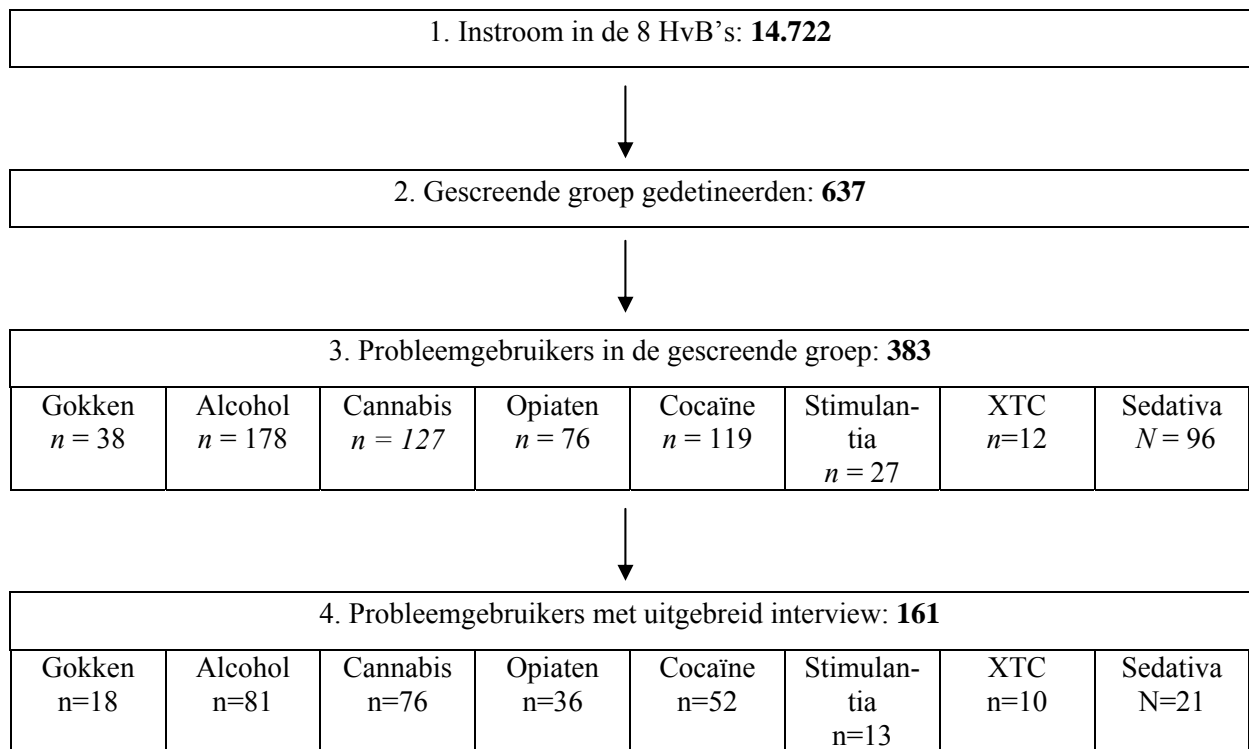 1. Instroom in de 8 HvB's: 14.722
2. Gescreende groep gedetineerden: 637
3. Probleemgebruikers in de gescreende groep: 383
Gokken
n = 38
Alcohol
n = 178
Cannabis
n = 127
Opiaten
n = 76
Cocaïne
n = 119
Stimulan-
tia
n = 27
XTC
n=12
Sedativa
N = 96
4. Probleemgebruikers met uitgebreid interview: 161
Gokken
n=18
Alcohol
n=81
Cannabis
n=76
Opiaten
n=36
Cocaïne
n=52
Stimulan-
tia
n=13
XTC
n=10
Sedativa
N=21